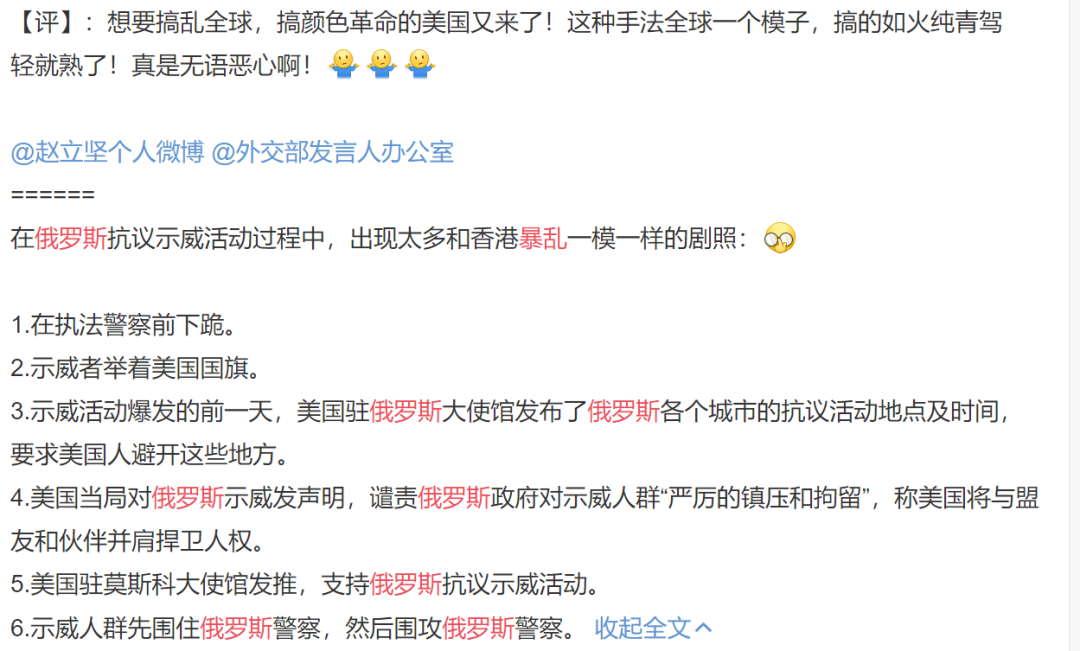 【评】：想要搞乱全球，搞颜色革命的美国又来了！这种手法全球一个模子，搞的如火纯青驾
轻就熟了！真是无语恶心啊！🤷🤷🤷
@赵立坚个人微博 @外交部发言人办公室
======
在俄罗斯抗议示威活动过程中，出现太多和香港暴乱一模一样的剧照：
1.在执法警察前下跪。
2.示威者举着美国国旗。
3.示威活动爆发的前一天，美国驻俄罗斯大使馆发布了俄罗斯各个城市的抗议活动地点及时间，
要求美国人避开这些地方。
4.美国当局对俄罗斯示威发声明，谴责俄罗斯政府对示威人群“严厉的镇压和拘留”，称美国将与盟
友和伙伴并肩捍卫人权。
5.美国驻莫斯科大使馆发推，支持俄罗斯抗议示威活动。
6.示威人群先围住俄罗斯警察，然后围攻俄罗斯警察。 收起全文